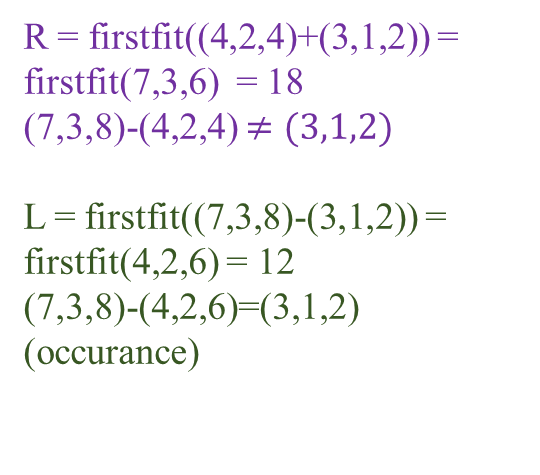 R = firstfit((4,2,4)+(3,1,2)) =
firstfit(7,3,6) = 18
(7,3,8)-(4,2,4) ≠ (3,1,2)
L = firstfit((7,3,8)-(3,1,2)) =
firstfit(4,2,6) = 12
(7,3,8)-(4,2,6)=(3,1,2)
(occurance)